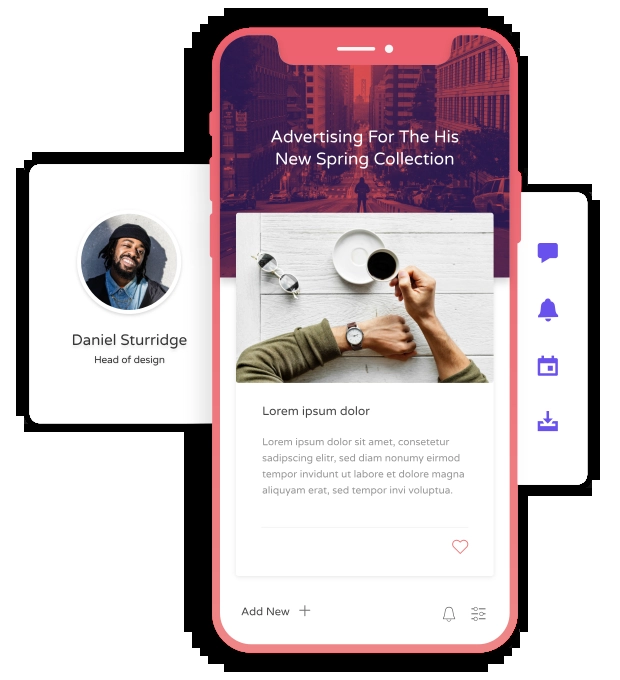 Advertising For The His
New Spring Collection
Daniel Sturridge
Head of design
Lorem ipsum dolor
Lorem ipsum dolor sit amet, consetetur
sadipscing elitr, sed diam nonumy eirmod
tempor invidunt ut labore et dolore magna
aliquyam erat, sed tempor invi voluptua.
Add New +